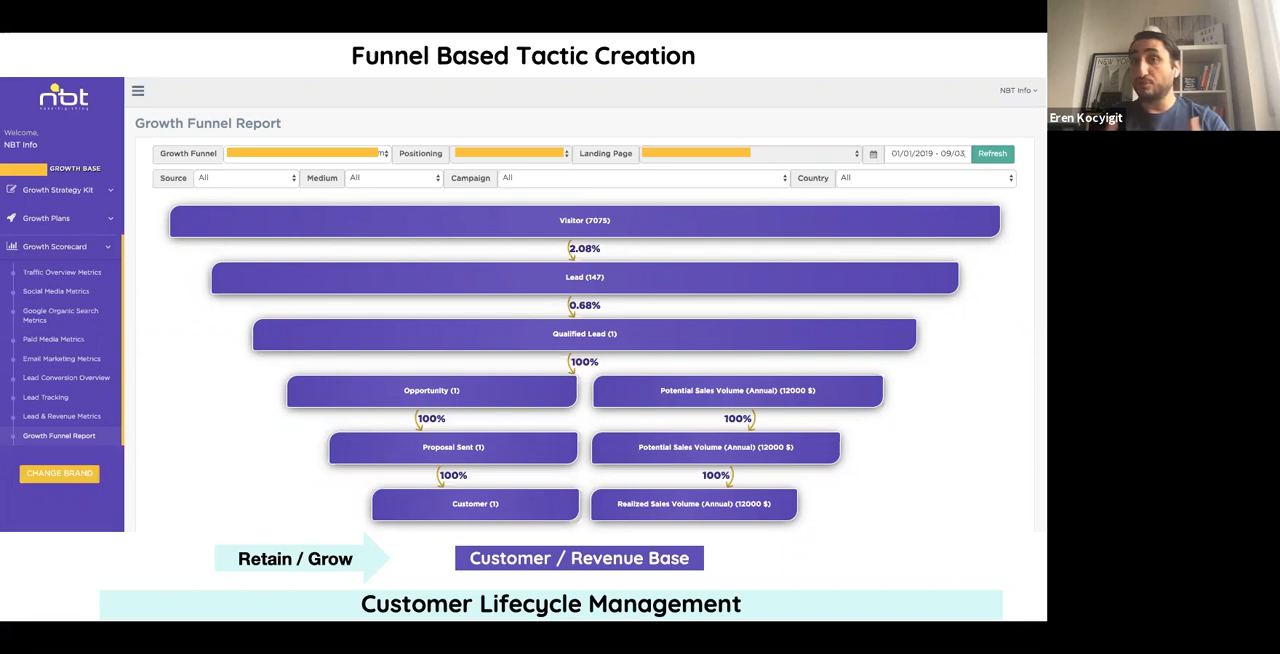 Funnel Based Tactic Creation
nbt
NBT Info
Welcome,
NBT Info
GROWTH BASE
Growth Strategy Kit
Growth Plans
Growth Scorecard
Traffic Overview Metrics
Social Media Metrics
Google Organic Search
Metrics
Paid Media Metrics
Email Marketing Metrics
Lead Conversion Overview
Lead Tracking
Lead & Revenue Metrics
Growth Funnel Report
CHANGE BRAND
Growth Funnel Report
Growth Funnel Positioning Landing Page 01/01/2019 - 09/03 Refresh
Source All Medium All Campaign All Country All
Visitor (7075)
2.08%
Lead (147)
0.68%
Qualified Lead (1)
100%
Opportunity (1) Potential Sales Volume (Annual) (12000 $)
100% 100%
Proposal Sent (1) Potential Sales Volume (Annual) (12000 $)
100% 100%
Customer (1) Realized Sales Volume (Annual) (12000 $)
Retain / Grow Customer / Revenue Base
Customer Lifecycle Management
NEW YOR
Eren Kocyigit